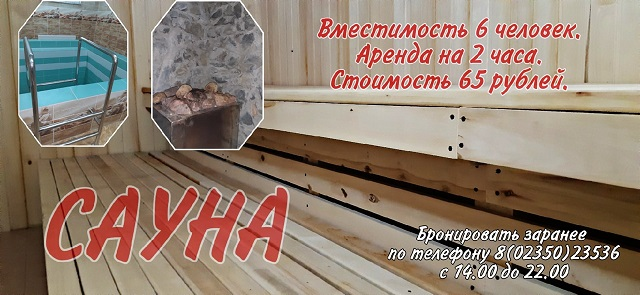 Вместимость 6 человек.
Аренда на 2 часа.
Стоимость 65 рублей.
САУНА
Бронировать заранее
по телефону 8(02350)23536
с 14.00 до 22.00